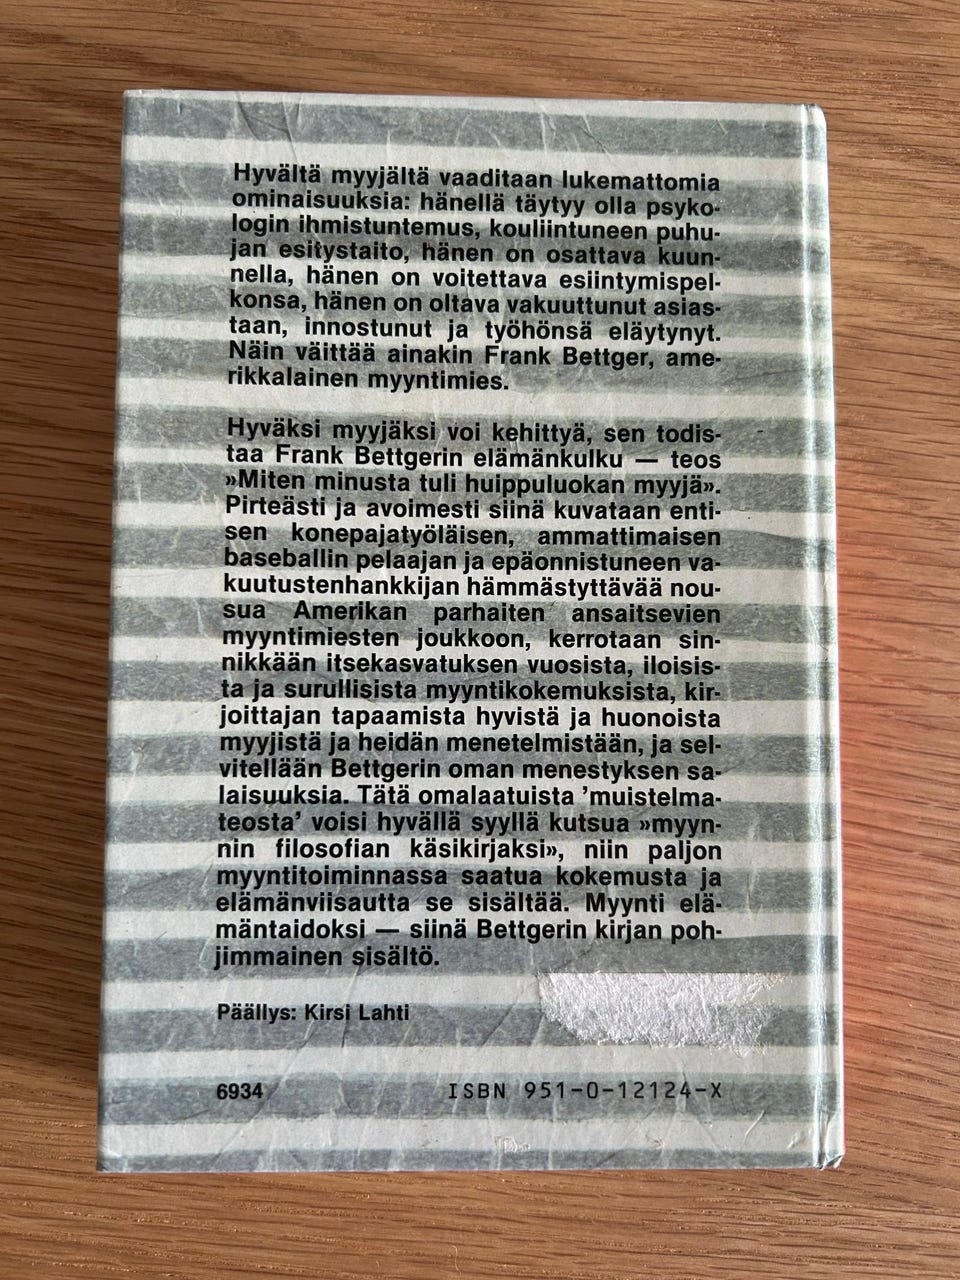 Hyvältä myyjältä vaaditaan lukemattomia
ominaisuuksia: hänellä täytyy olla psyko-
login ihmistuntemus, kouliintuneen puhu-
jan esitystaito, hänen on osattava kuun-
nella, hänen on voitettava esiintymispel-
konsa, hänen on oltava vakuuttunut asias-
taan, innostunut ja työhönsä eläytynyt.
Näin väittää ainakin Frank Bettger, ame-
rikkalainen myyntimies.
Hyväksi myyjäksi voi kehittyä, sen todis-
taa Frank Bettgerin elämänkulku — teos
»Miten minusta tuli huippuluokan myyjä».
Pirteästi ja avoimesti siinä kuvataan enti-
sen konepajatyöläisen, ammattimaisen
baseballin pelaajan ja epäonnistuneen va-
kuutustenhankkijan hämmästyttävää nou-
sua Amerikan parhaiten ansaitsevien
myyntimiesten joukkoon, kerrotaan sin-
nikkään itsekasvatuksen vuosista, iloisis-
ta ja surullisista myyntikokemuksista, kir-
joittajan tapaamista hyvistä ja huonoista
myyjistä ja heidän menetelmistään, ja sel-
vitellään Bettgerin oman menestyksen sa-
laisuuksia. Tätä omalaatuista ’muistelma-
teosta’ voisi hyvällä syyllä kutsua »myyn-
nin filosofian käsikirjaksi», niin paljon
myyntitoiminnassa saatua kokemusta ja
elämänviisautta se sisältää. Myynti elä-
mäntaidoksi — siinä Bettgerin kirjan poh-
jimmainen sisältö.
Päällys: Kirsi Lahti
6934 ISBN 951-0-12124-X